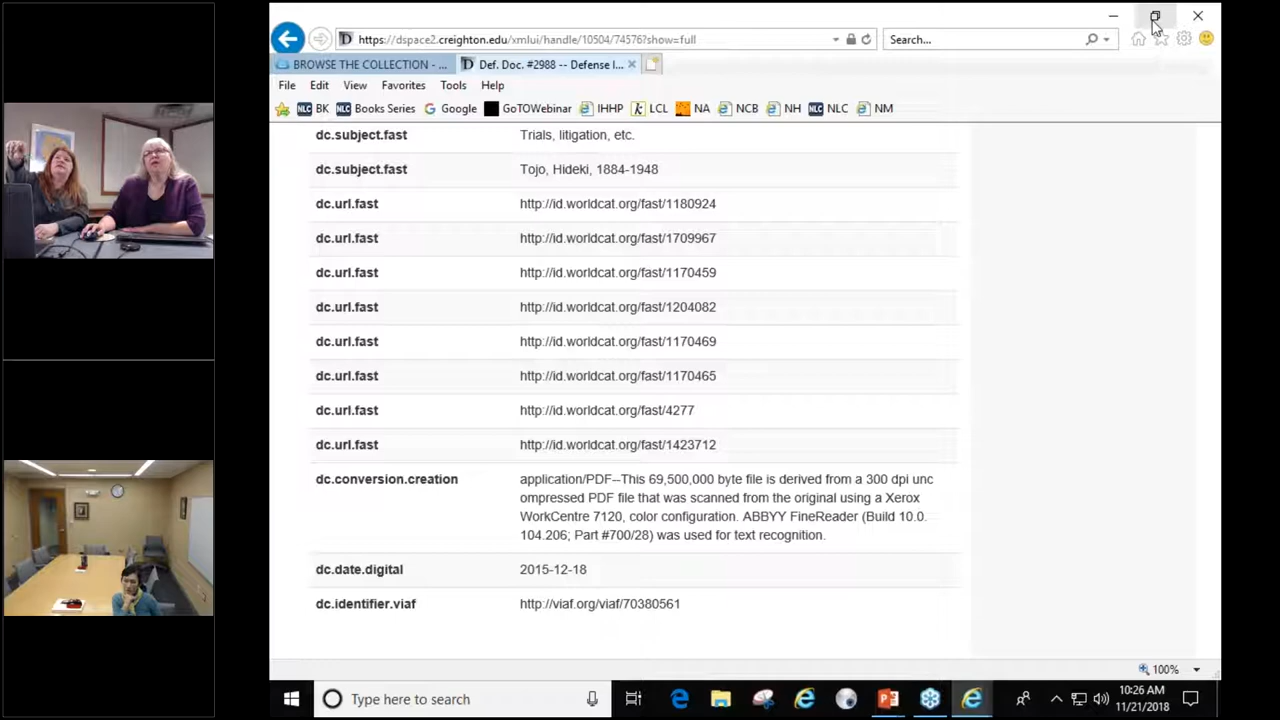 https://dspace2.creighton.edu/xmlui/handle/10504/74576?show=full
Search...
BROWSE THE COLLECTION - ...
Def. Doc. #2988 -- Defense I...
File Edit View Favorites Tools Help
NLC BK NLC Books Series G Google GoTOWebinar IHHP k LCL NA NCB NH NLC NLC NM
dc.subject.fast Trials, litigation, etc.
dc.subject.fast Tojo, Hideki, 1884-1948
dc.url.fast http://id.worldcat.org/fast/1180924
dc.url.fast http://id.worldcat.org/fast/1709967
dc.url.fast http://id.worldcat.org/fast/1170459
dc.url.fast http://id.worldcat.org/fast/1204082
dc.url.fast http://id.worldcat.org/fast/1170469
dc.url.fast http://id.worldcat.org/fast/1170465
dc.url.fast http://id.worldcat.org/fast/4277
dc.url.fast http://id.worldcat.org/fast/1423712
dc.conversion.creation application/PDF--This 69,500,000 byte file is derived from a 300 dpi unc
ompressed PDF file that was scanned from the original using a Xerox
WorkCentre 7120, color configuration. ABBYY FineReader (Build 10.0.
104.206; Part #700/28) was used for text recognition.
dc.date.digital 2015-12-18
dc.identifier.viaf http://viaf.org/viaf/70380561
100%
Type here to search
10:26 AM
11/21/2018